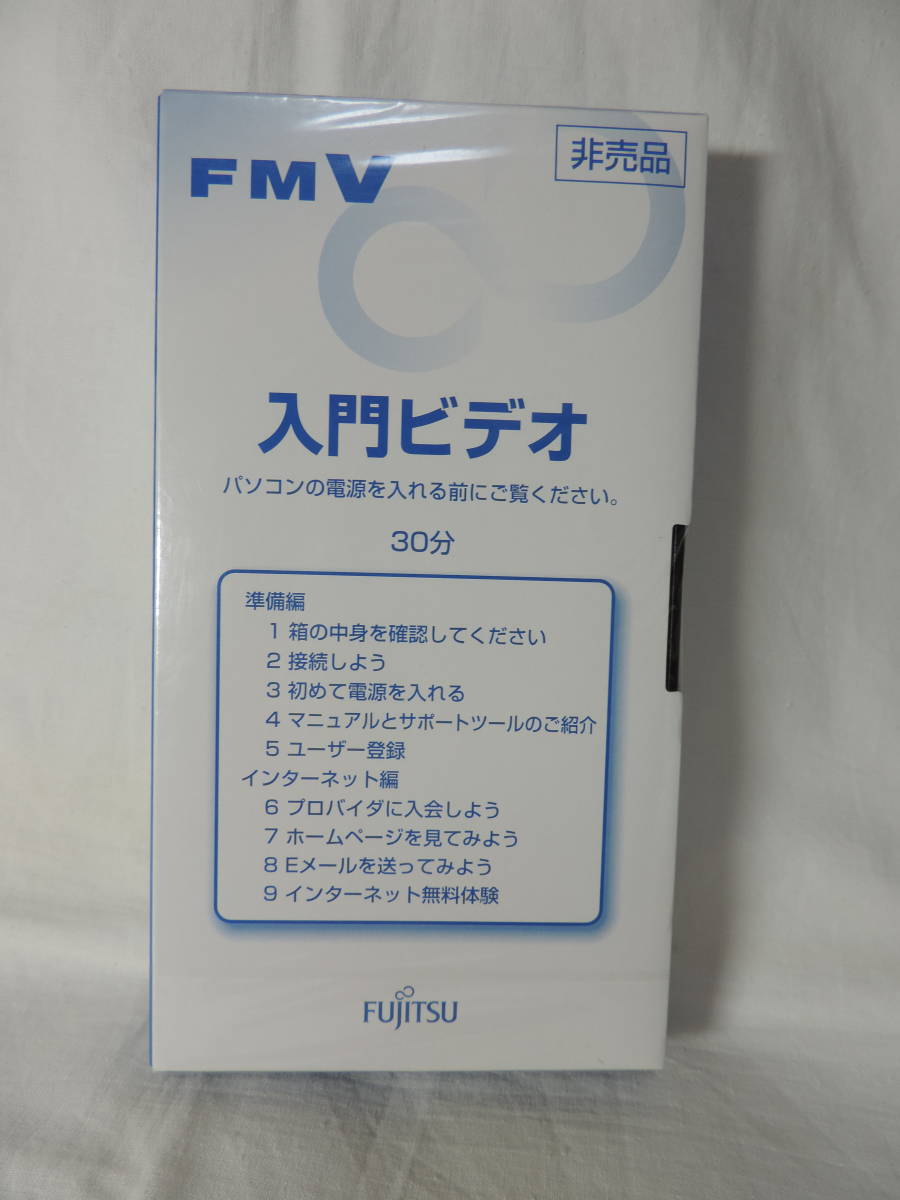 FMV
非売品
入門ビデオ
パソコンの電源を入れる前にご覧ください。
30分
準備編
1 箱の中身を確認してください
2 接続しよう
3 初めて電源を入れる
4 マニュアルとサポートツールのご紹介
5 ユーザー登録
インターネット編
6 プロバイダに入会しよう
7 ホームページを見てみよう
8 Eメールを送ってみよう
9 インターネット無料体験
FUJITSU